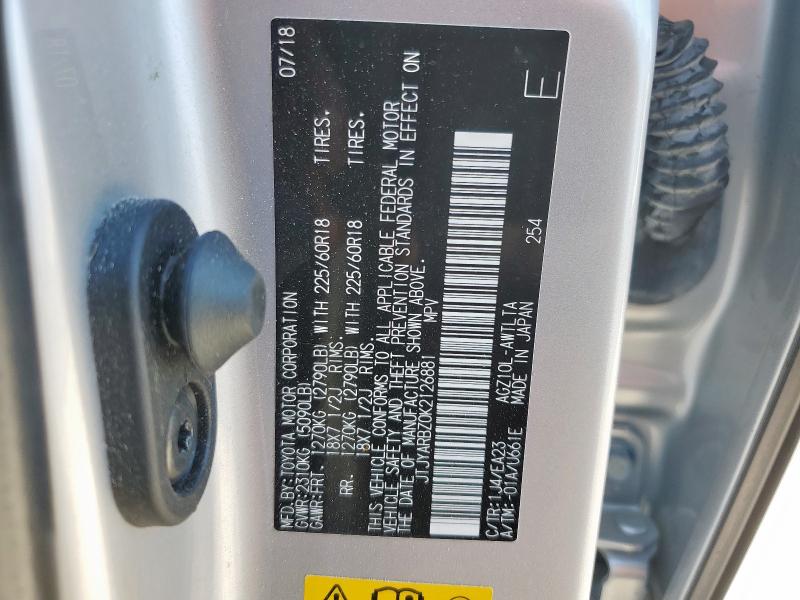 MFD. BY:TOYOTA MOTOR CORPORATION 07/18
GVWR:2310KG (5090LB)
GAWR:FRT. 1270KG (2790LB) WITH 225/60R18 TIRES.
18X7 1/2J RIMS.
RR. 1270KG (2790LB) WITH 225/60R18 TIRES.
18X7 1/2J RIMS.
THIS VEHICLE CONFORMS TO ALL APPLICABLE FEDERAL MOTOR
VEHICLE SAFETY AND THEFT PREVENTION STANDARDS IN EFFECT ON
THE DATE OF MANUFACTURE SHOWN ABOVE.
JTJYARBZ0K2126881 MPV
C/TR:1J4/EA23 AGZ10L-AWTLTA 254
A/TM:-01A/U661E MADE IN JAPAN
E